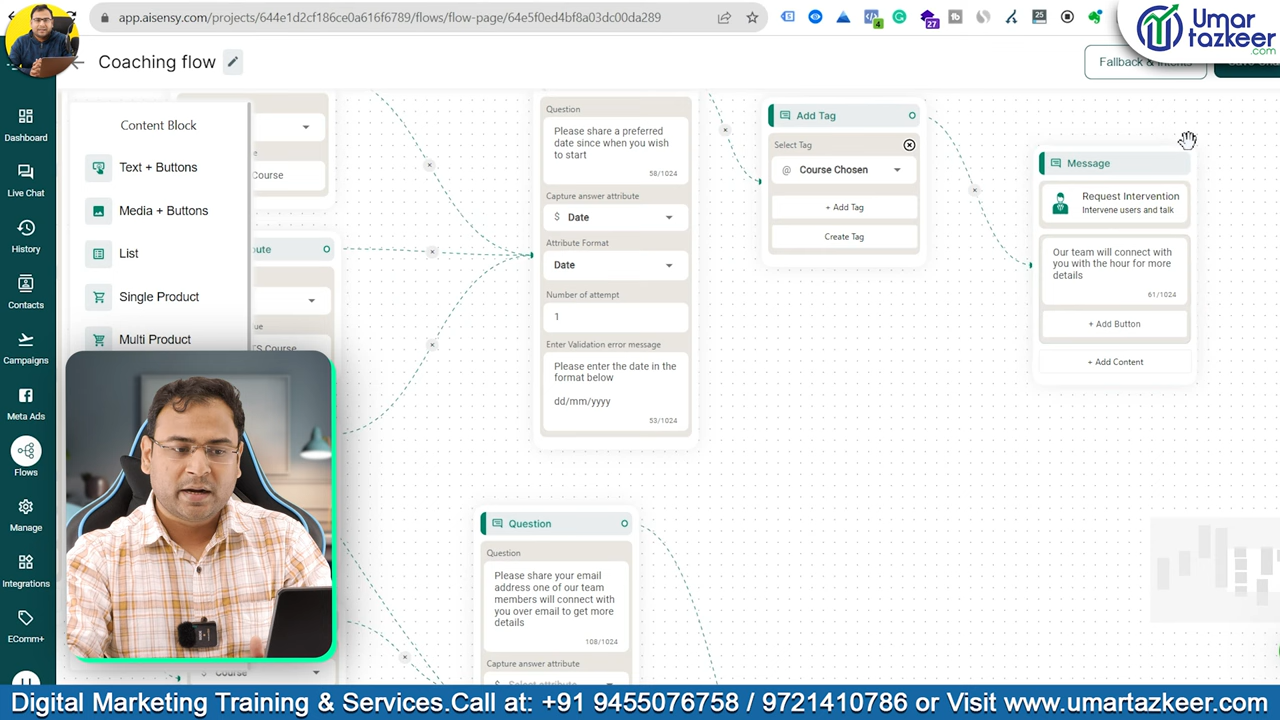 app.aisensy.com/projects/644e1d2cf186ce0a616f6789/flows/flow-page/64e5f0ed4bf8a03dc00da289
4
27
25
Umar
tazkeer
.com
Coaching flow
Fallback & Intents
Dashboard
Live Chat
History
Contacts
Campaigns
Meta Ads
Flows
Manage
Integrations
EComm+
Content Block
Text + Buttons
Media + Buttons
List
Single Product
Multi Product
Course
Question
Please share a preferred
date since when you wish
to start
58/1024
Capture answer attribute
$ Date
Attribute Format
Date
Number of attempt
1
Enter Validation error message
Please enter the date in the
format below
dd/mm/yyyy
53/1024
Add Tag
Select Tag
@ Course Chosen
+ Add Tag
Create Tag
Message
Request Intervention
Intervene users and talk
Our team will connect with
you with the hour for more
details
61/1024
+ Add Button
+ Add Content
Question
Question
Please share your email
address one of our team
members will connect with
you over email to get more
details
108/1024
Capture answer attribute
Course
Digital Marketing Training & Services.Call at: +91 9455076758 / 9721410786 or Visit www.umartazkeer.com